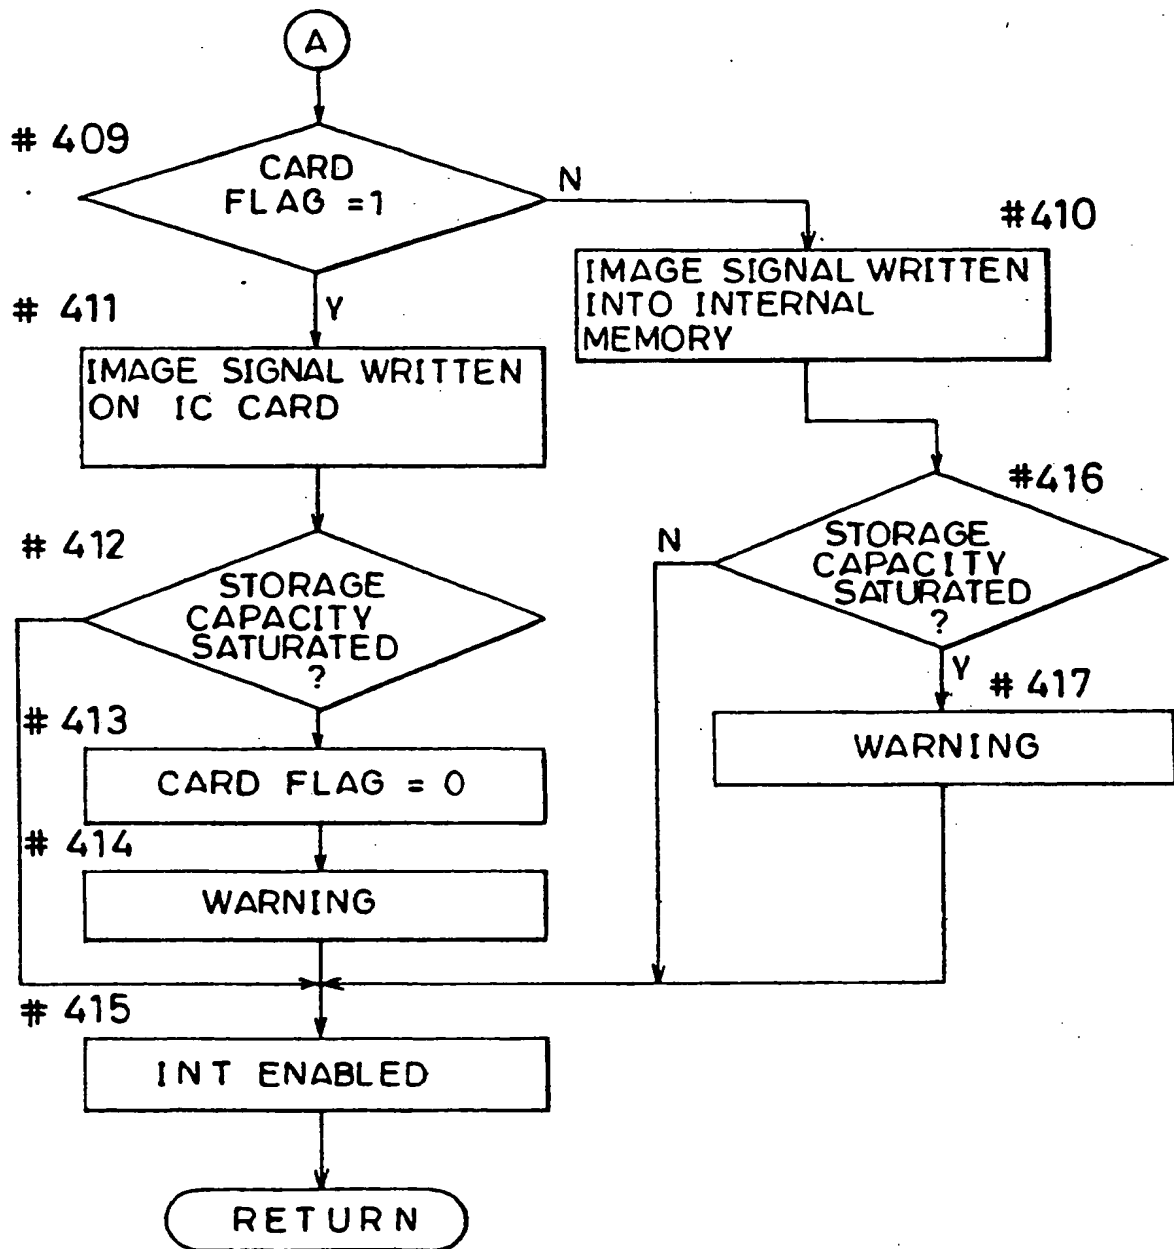 A
# 409
CARD
FLAG =1
N
#410
IMAGE SIGNAL WRITTEN
INTO INTERNAL
MEMORY
# 411
Y
IMAGE SIGNAL WRITTEN
ON IC CARD
#416
STORAGE
CAPACITY
SATURATED
?
N
# 412
STORAGE
CAPACITY
SATURATED
?
Y
# 417
WARNING
# 413
CARD FLAG = 0
# 414
WARNING
# 415
INT ENABLED
RETURN